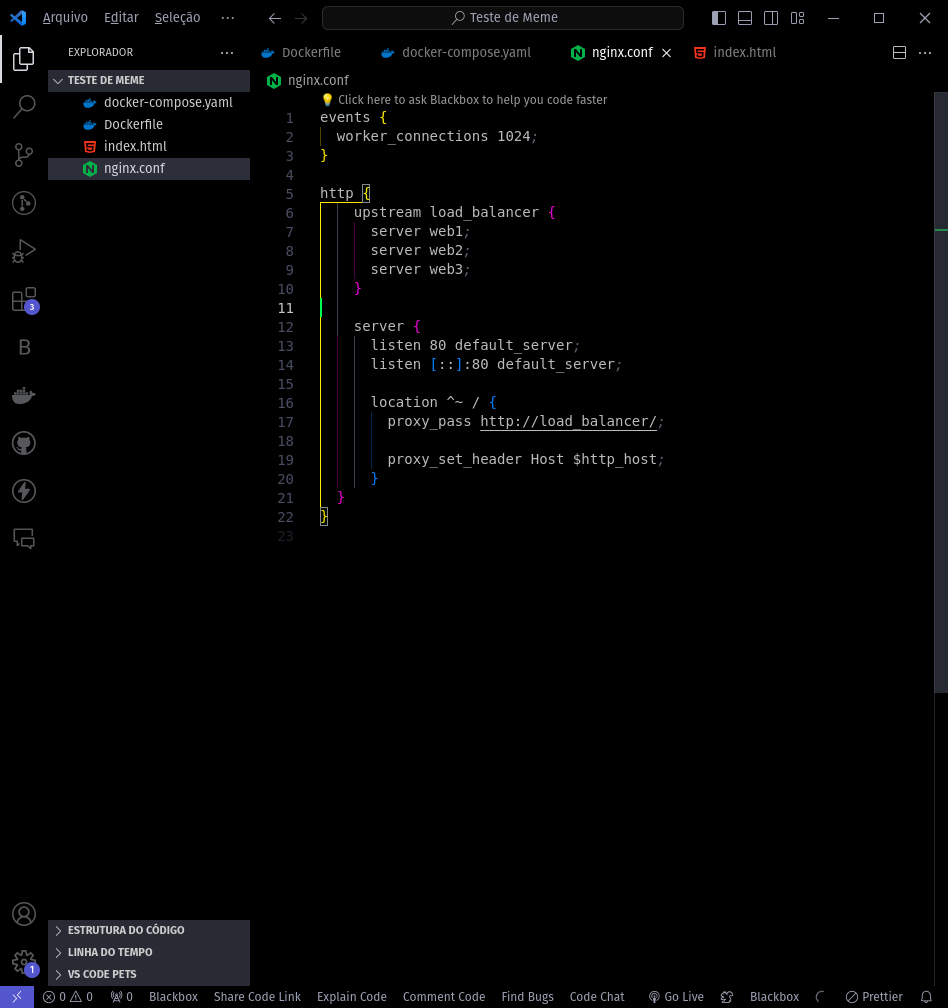 Arquivo Editar Seleção ··· Teste de Meme
EXPLORADOR ···
TESTE DE MEME
docker-compose.yaml
Dockerfile
index.html
nginx.conf
3
B
ESTRUTURA DO CÓDIGO
LINHA DO TEMPO
VS CODE PETS
1
Dockerfile docker-compose.yaml nginx.conf index.html ···
nginx.conf
Click here to ask Blackbox to help you code faster
1 events {
2 worker_connections 1024;
3 }
4
5 http {
6 upstream load_balancer {
7 server web1;
8 server web2;
9 server web3;
10 }
11
12 server {
13 listen 80 default_server;
14 listen [::]:80 default_server;
15
16 location ^~ / {
17 proxy_pass http://load_balancer/;
18
19 proxy_set_header Host $http_host;
20 }
21 }
22 }
23
0 0 0 Blackbox Share Code Link Explain Code Comment Code Find Bugs Code Chat Go Live Blackbox Prettier